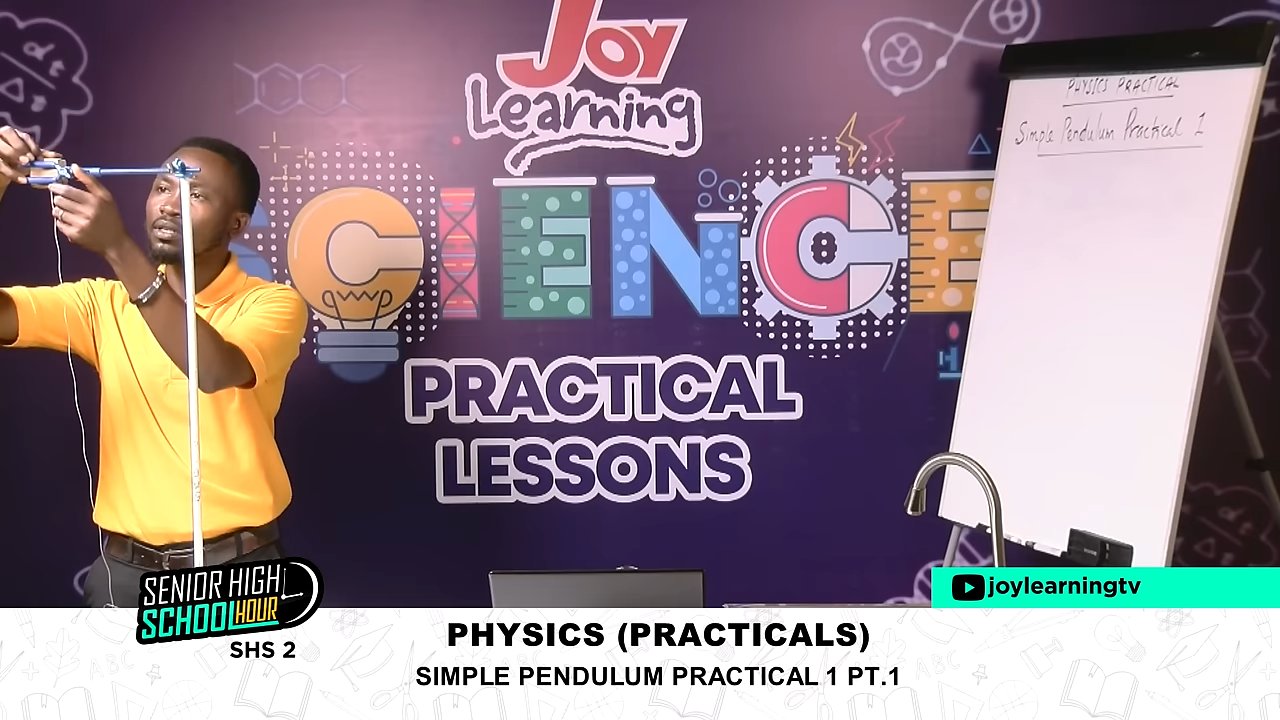 Joy
Learning
SCIENCE
PRACTICAL
LESSONS
PHYSICS PRACTICAL
Simple Pendulum Practical 1
SENIOR HIGH
SCHOOL HOUR
SHS 2
joylearningtv
PHYSICS (PRACTICALS)
SIMPLE PENDULUM PRACTICAL 1 PT.1